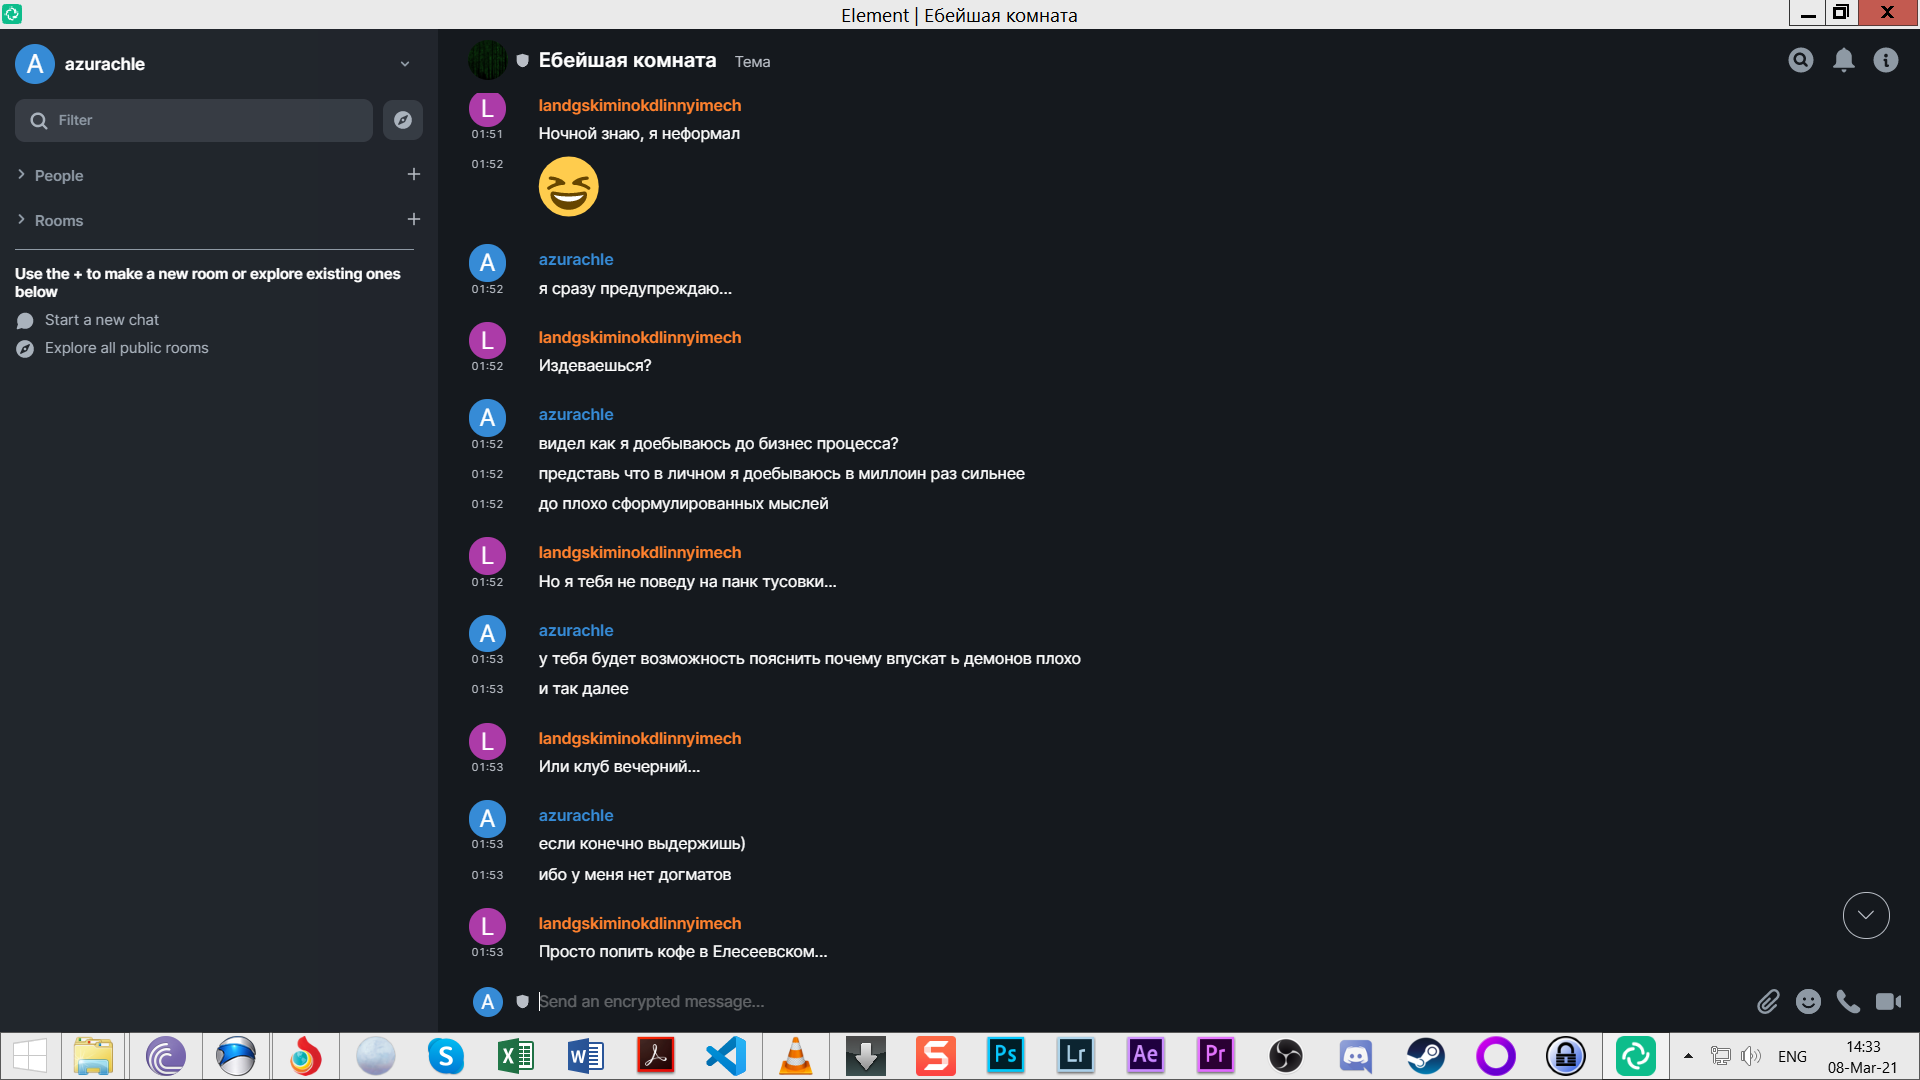 Element | Ебейшая комната
A azurachle
Filter
People
Rooms
Use the + to make a new room or explore existing ones
below
Start a new chat
Explore all public rooms
Ебейшая комната Тема
L landgskiminokdlinnyimech
01:51 Ночной знаю, я неформал
01:52
A azurachle
01:52 я сразу предупреждаю...
L landgskiminokdlinnyimech
01:52 Издеваешься?
A azurachle
01:52 видел как я доебываюсь до бизнес процесса?
01:52 представь что в личном я доебываюсь в миллоин раз сильнее
01:52 до плохо сформулированных мыслей
L landgskiminokdlinnyimech
01:52 Но я тебя не поведу на панк тусовки...
A azurachle
01:53 у тебя будет возможность пояснить почему впускат ь демонов плохо
01:53 и так далее
L landgskiminokdlinnyimech
01:53 Или клуб вечерний...
A azurachle
01:53 если конечно выдержишь)
01:53 ибо у меня нет догматов
L landgskiminokdlinnyimech
01:53 Просто попить кофе в Елесеевском...
A Send an encrypted message...
Ps Lr Ae Pr
ENG
14:33
08-Mar-21